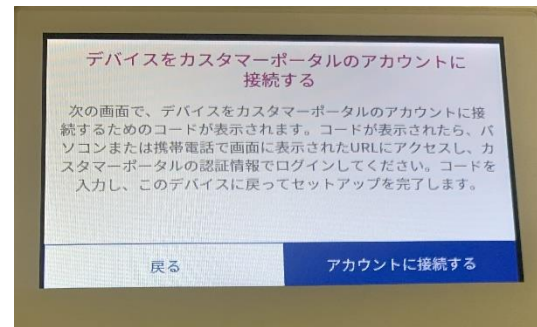 デバイスをカスタマーポータルのアカウントに
接続する
次の画面で、デバイスをカスタマーポータルのアカウントに接
続するためのコードが表示されます。コードが表示されたら、パ
ソコンまたは携帯電話で画面に表示されたURLにアクセスし、カ
スタマーポータルの認証情報でログインしてください。コードを
入力し、このデバイスに戻ってセットアップを完了します。
戻る
アカウントに接続する